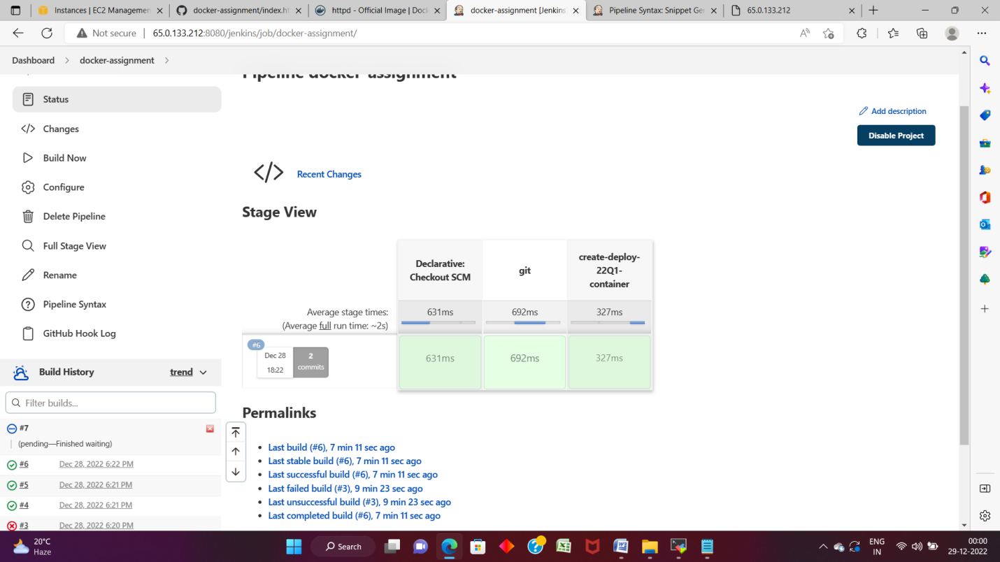 Instances | EC2 Managemen
docker-assignment/index.ht
httpd - Official Image | Doc
docker-assignment [Jenkins
Pipeline Syntax: Snippet Ge
65.0.133.212
Not secure
65.0.133.212:8080/jenkins/job/docker-assignment/
Dashboard
docker-assignment
Pipeline docker-assignment
Status
Changes
Build Now
Configure
Delete Pipeline
Full Stage View
Rename
Pipeline Syntax
GitHub Hook Log
Build History
trend
Filter builds...
#7
(pending—Finished waiting)
#6 Dec 28, 2022 6:22 PM
#5 Dec 28, 2022 6:21 PM
#4 Dec 28, 2022 6:21 PM
#3 Dec 28, 2022 6:20 PM
Add description
Disable Project
Recent Changes
Stage View
Declarative:
Checkout SCM
git
create-deploy-
22Q1-
container
Average stage times:
(Average full run time: ~2s)
631ms
692ms
327ms
#6
Dec 28
18:22
2
commits
631ms
692ms
327ms
Permalinks
Last build (#6), 7 min 11 sec ago
Last stable build (#6), 7 min 11 sec ago
Last successful build (#6), 7 min 11 sec ago
Last failed build (#3), 9 min 23 sec ago
Last unsuccessful build (#3), 9 min 23 sec ago
Last completed build (#6), 7 min 11 sec ago
20°C
Haze
Search
ENG
IN
00:00
29-12-2022